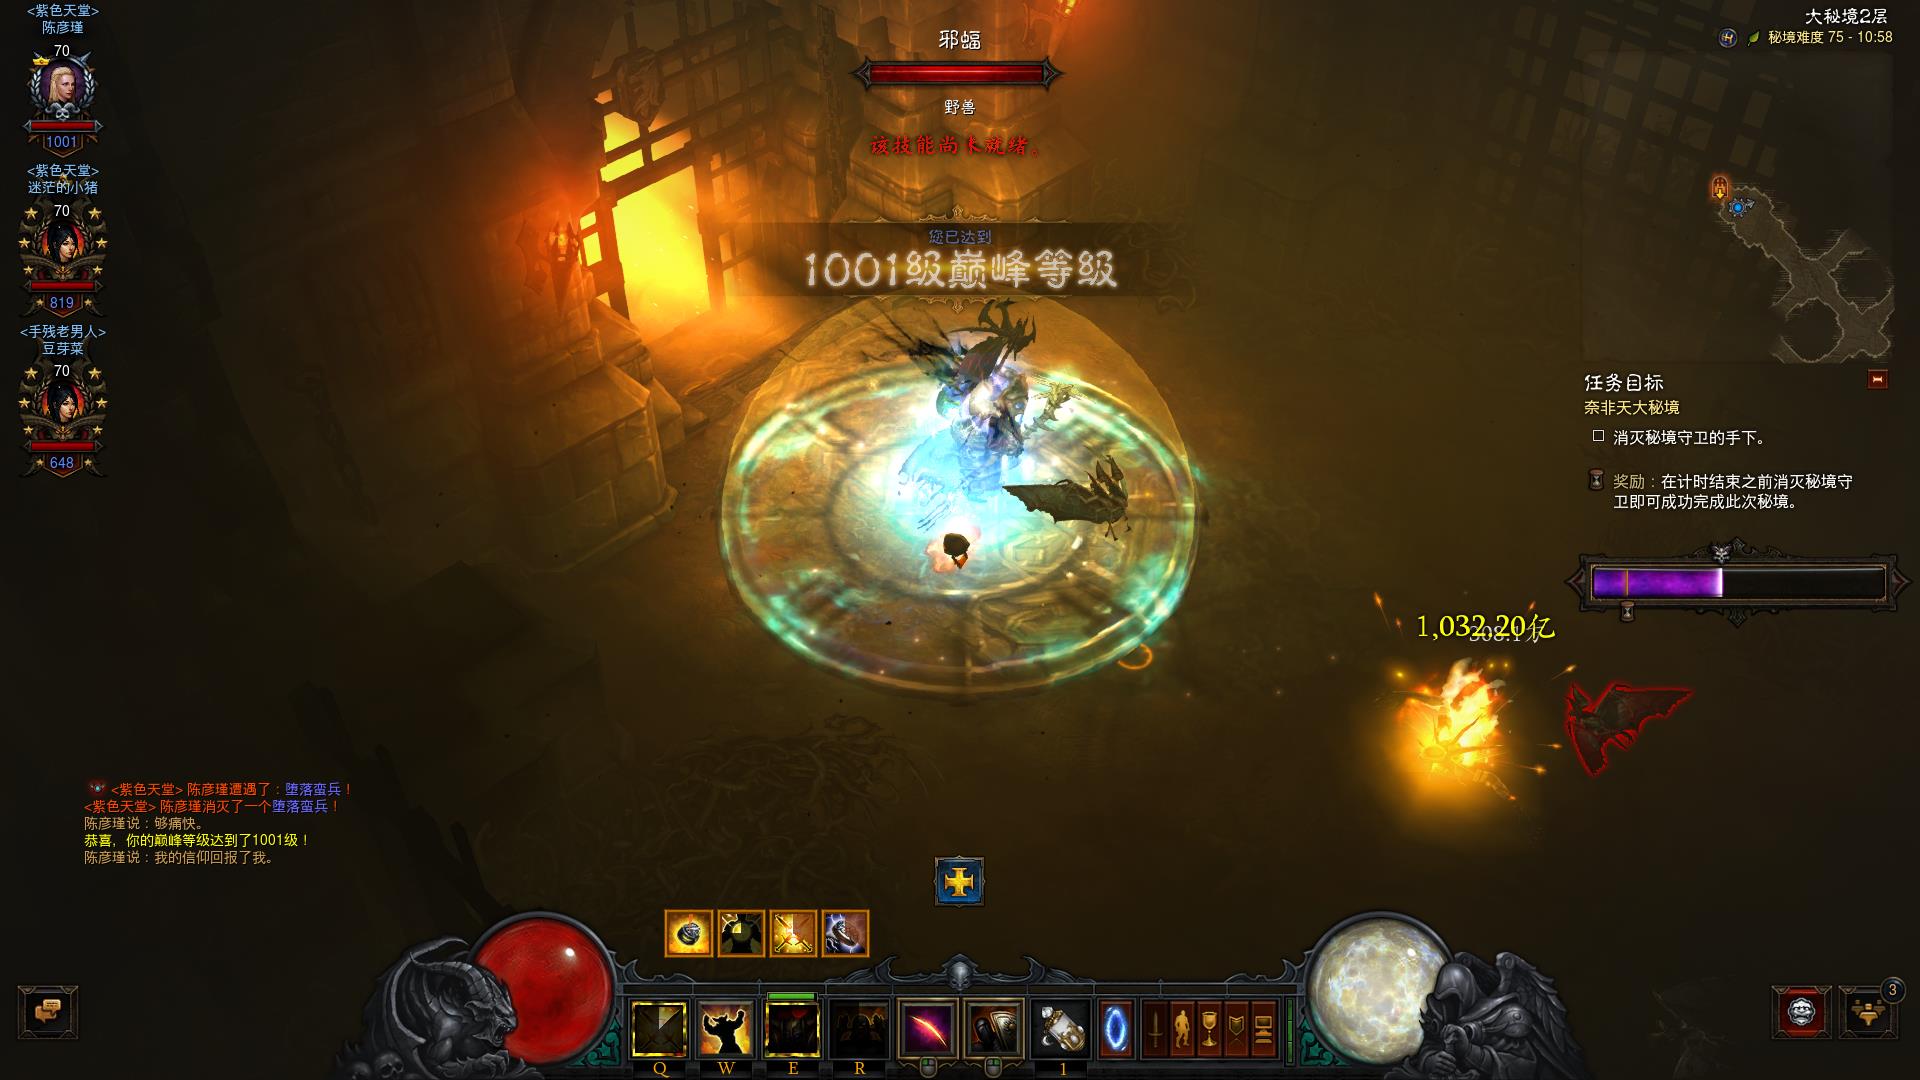 <紫色天堂>
陈彦瑾
70
1001
<紫色天堂>
迷茫的小猪
70
819
<手残老男人>
豆芽菜
70
648
邪蝠
野兽
该技能尚未就绪。
您已达到
1001级巅峰等级
大秘境2层
秘境难度 75 - 10:58
任务目标
奈非天大秘境
消灭秘境守卫的手下。
奖励：在计时结束之前消灭秘境守
卫即可成功完成此次秘境。
1,032.20亿
<紫色天堂> 陈彦瑾遭遇了：堕落蛮兵！
<紫色天堂> 陈彦瑾消灭了一个堕落蛮兵！
陈彦瑾说：够痛快。
恭喜，你的巅峰等级达到了1001级！
陈彦瑾说：我的信仰回报了我。
Q W E R 1
3